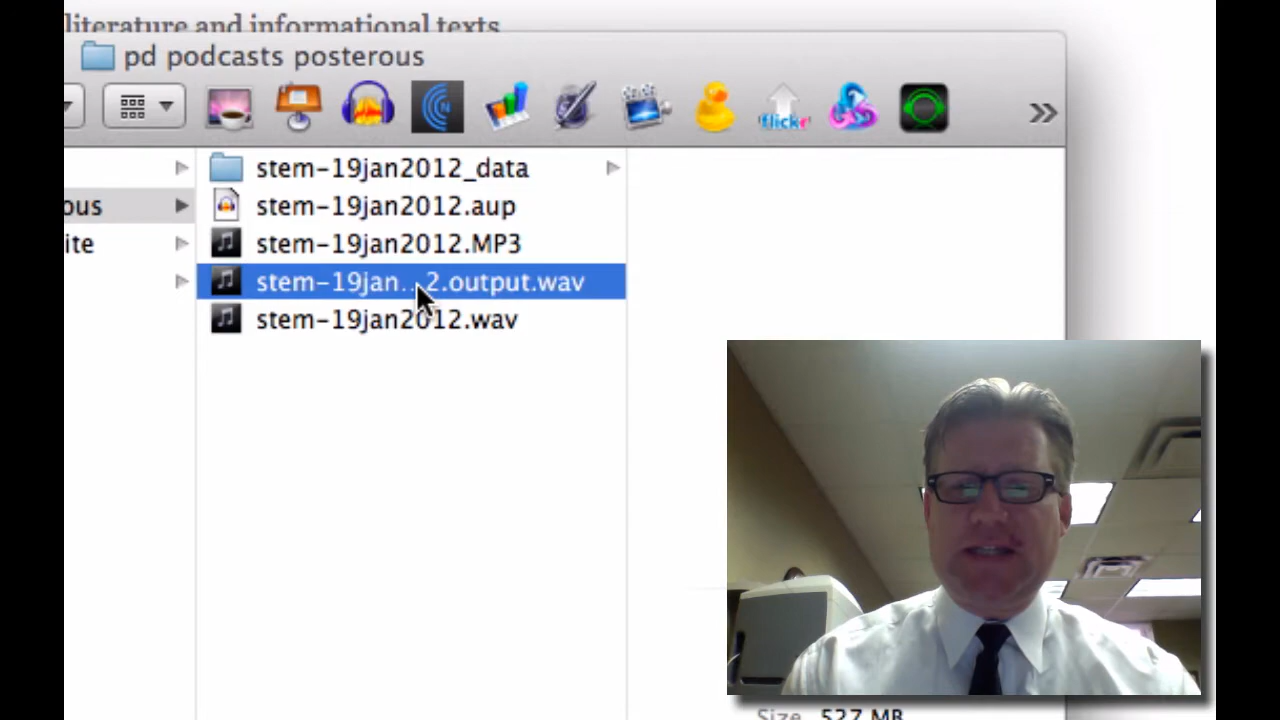 literature and informational texts
pd podcasts posterous
flickr
stem-19jan2012_data
ous
stem-19jan2012.aup
ite
stem-19jan2012.MP3
stem-19jan...2.output.wav
stem-19jan2012.wav
Size 527 MB